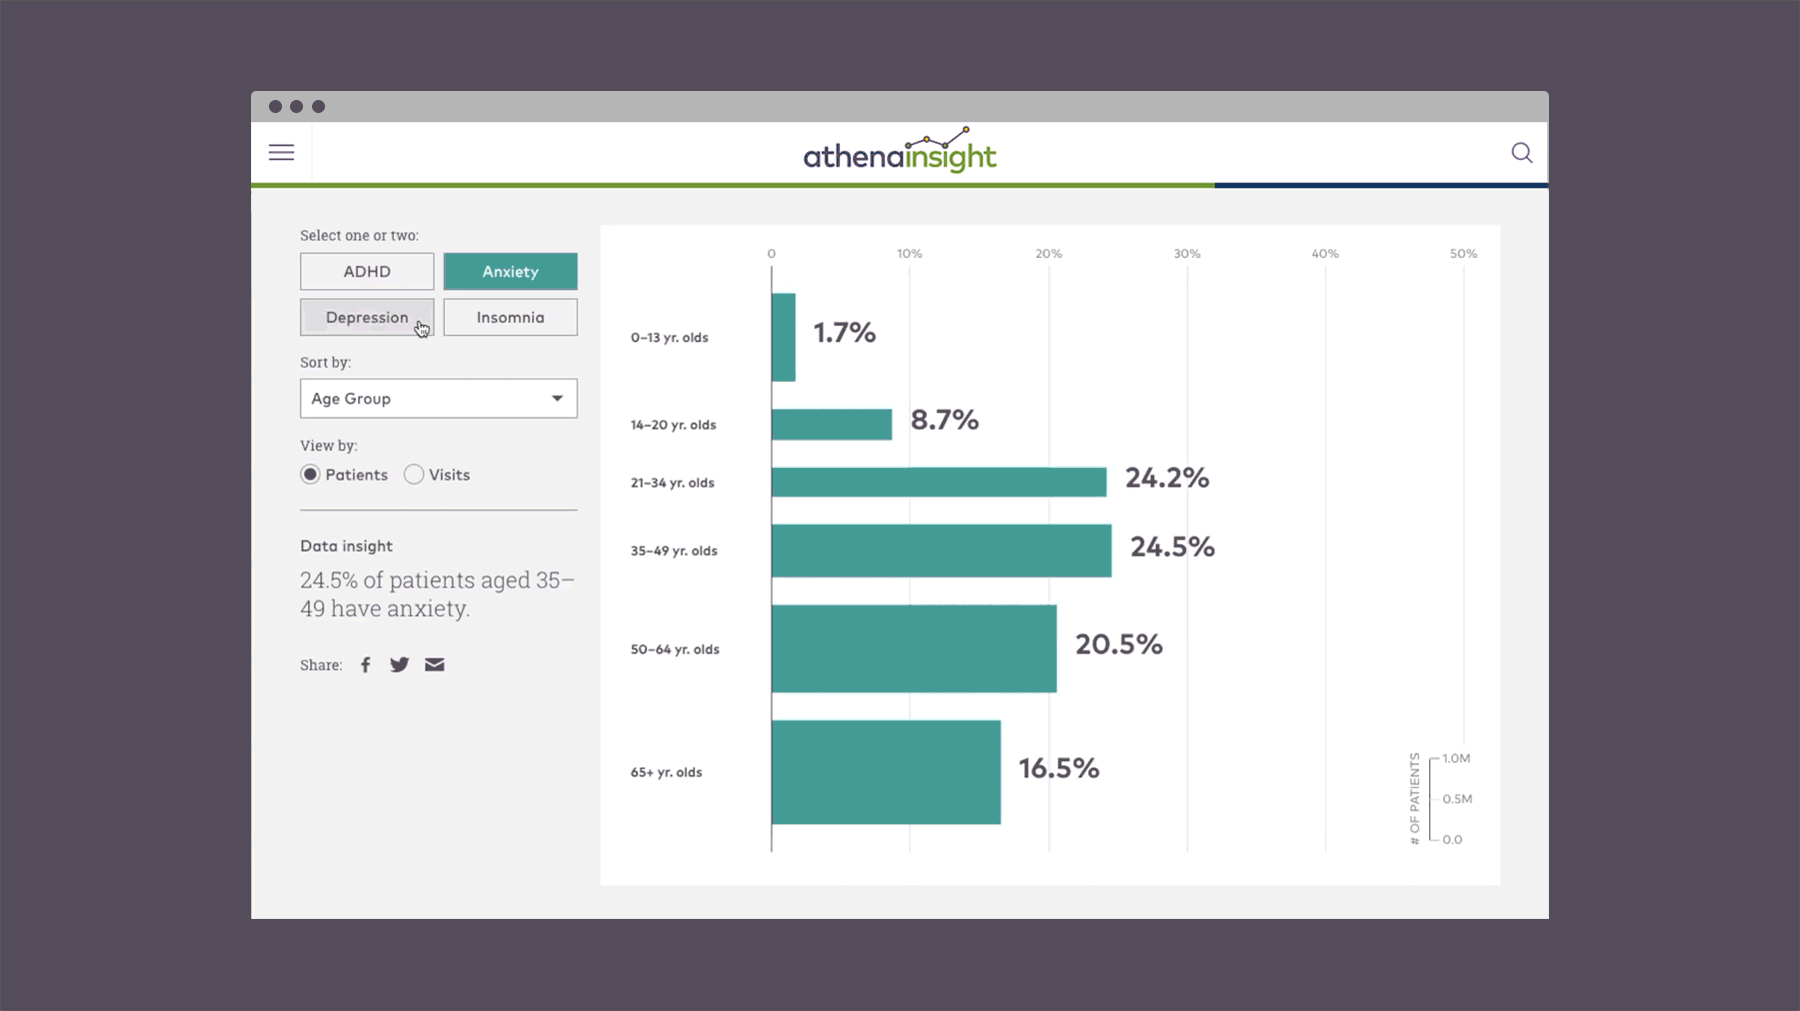 athenainsight
Select one or two:
ADHD
Anxiety
Depression
Insomnia
Sort by:
Age Group
View by:
Patients
Visits
Data insight
24.5% of patients aged 35–
49 have anxiety.
Share:
0
10%
20%
30%
40%
50%
0–13 yr. olds
1.7%
14–20 yr. olds
8.7%
21–34 yr. olds
24.2%
35–49 yr. olds
24.5%
50–64 yr. olds
20.5%
65+ yr. olds
16.5%
# OF PATIENTS
1.0M
0.5M
0.0